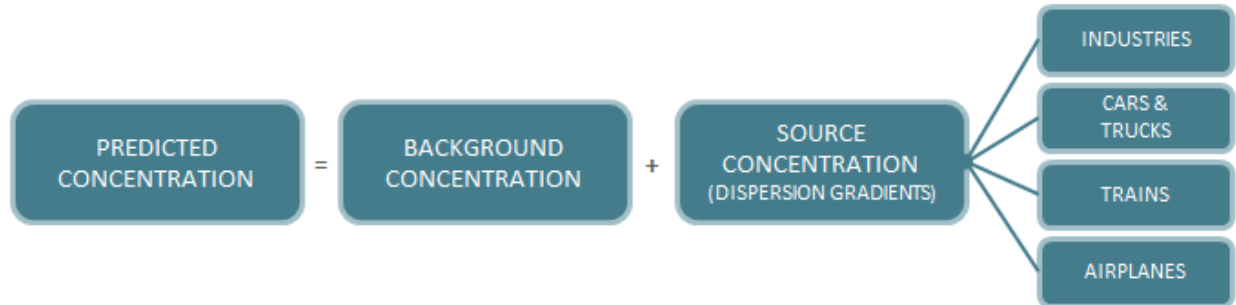 PREDICTED
CONCENTRATION
=
BACKGROUND
CONCENTRATION
+
SOURCE
CONCENTRATION
(DISPERSION GRADIENTS)
INDUSTRIES
CARS &
TRUCKS
TRAINS
AIRPLANES